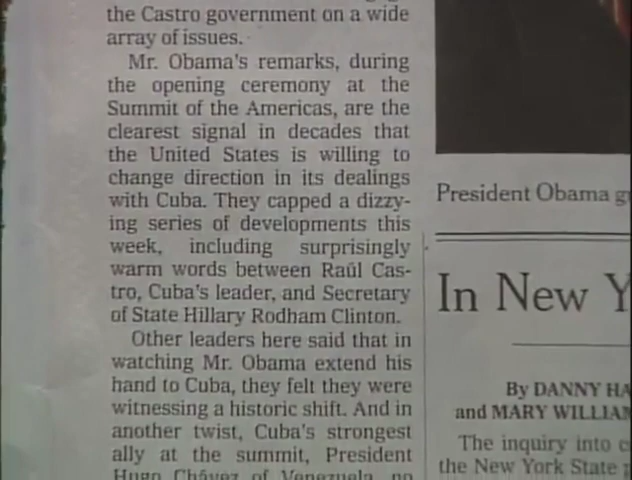 the Castro government on a wide
array of issues.
Mr. Obama's remarks, during
the opening ceremony at the
Summit of the Americas, are the
clearest signal in decades that
the United States is willing to
change direction in its dealings
with Cuba. They capped a dizzy-
ing series of developments this
week, including surprisingly
warm words between Raúl Cas-
tro, Cuba's leader, and Secretary
of State Hillary Rodham Clinton.
Other leaders here said that in
watching Mr. Obama extend his
hand to Cuba, they felt they were
witnessing a historic shift. And in
another twist, Cuba's strongest
ally at the summit, President
Hugo Chávez of Venezuela, no
President Obama
In New
By DANNY
and MARY
The inquiry into
the New York State